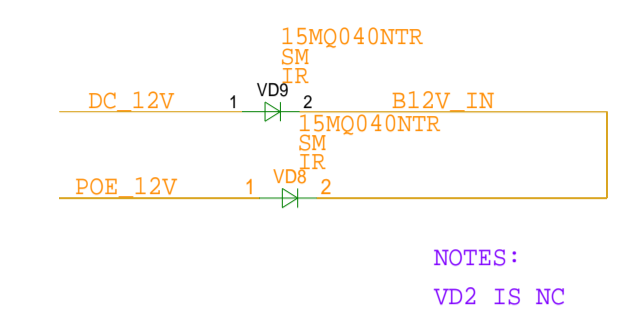 15MQ040NTR
SM
IR
VD9
DC_12V 1 2 B12V_IN
15MQ040NTR
SM
IR
VD8
POE_12V 1 2
NOTES:
VD2 IS NC